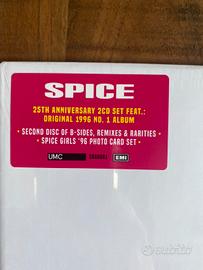 SPICE
25TH ANNIVERSARY 2CD SET FEAT.:
ORIGINAL 1996 NO. 1 ALBUM
• SECOND DISC OF B-SIDES, REMIXES & RARITIES •
• SPICE GIRLS '96 PHOTO CARD SET •
UMC
EMI
subito